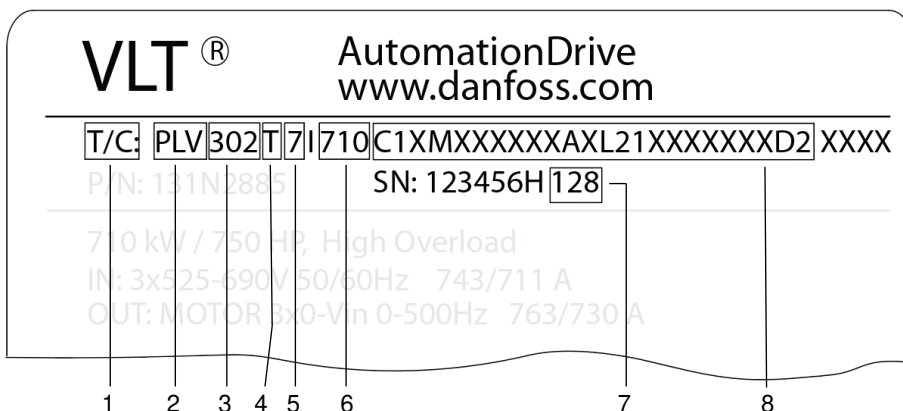 VLT ® AutomationDrive
www.danfoss.com
T/C: PLV302T7I710C1XMXXXXXXAXL21XXXXXXXD2 XXXX
P/N: 131N2885 SN: 123456H128
710 kW / 750 HP, High Overload
IN: 3x525-690V 50/60Hz 743/711 A
OUT: MOTOR 3x0-Vin 0-500Hz 763/730 A
1 2 3 4 5 6 7 8